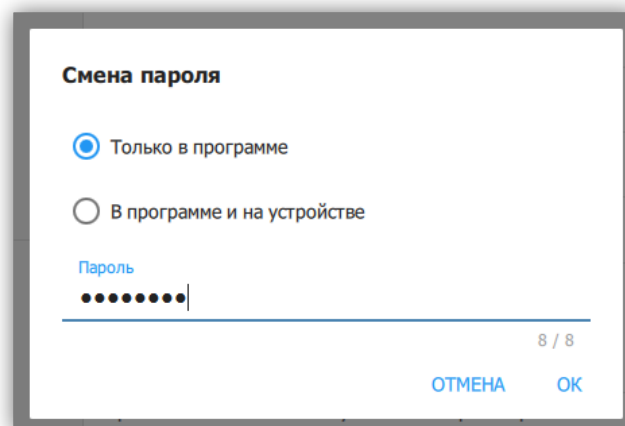 Смена пароля
Только в программе
В программе и на устройстве
Пароль
●●●●●●●●
8 / 8
ОТМЕНА ОК